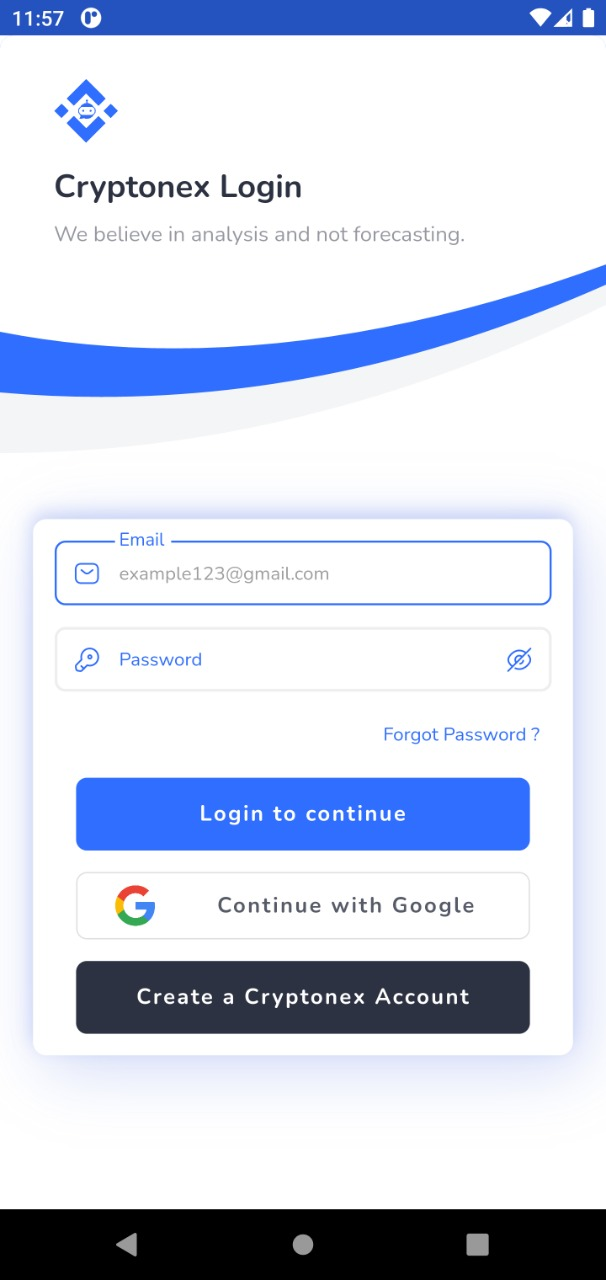 11:57
Cryptonex Login
We believe in analysis and not forecasting.
Email
example123@gmail.com
Password
Forgot Password ?
Login to continue
Continue with Google
Create a Cryptonex Account